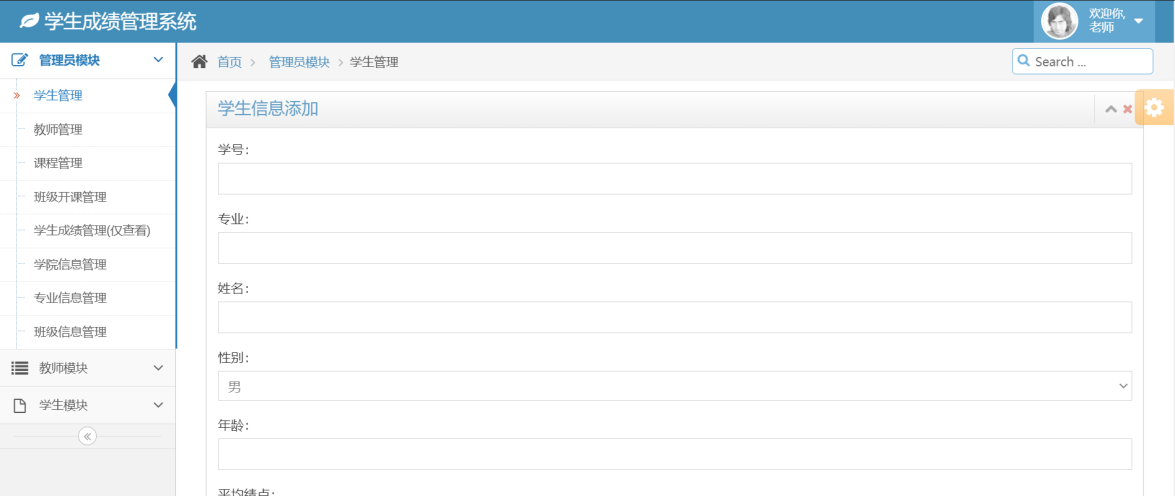 学生成绩管理系统
欢迎你,
老师
管理员模块
学生管理
教师管理
课程管理
班级开课管理
学生成绩管理(仅查看)
学院信息管理
专业信息管理
班级信息管理
教师模块
学生模块
首页 > 管理员模块 > 学生管理
Search ...
学生信息添加
学号:
专业:
姓名:
性别:
男
年龄:
平均绩点: